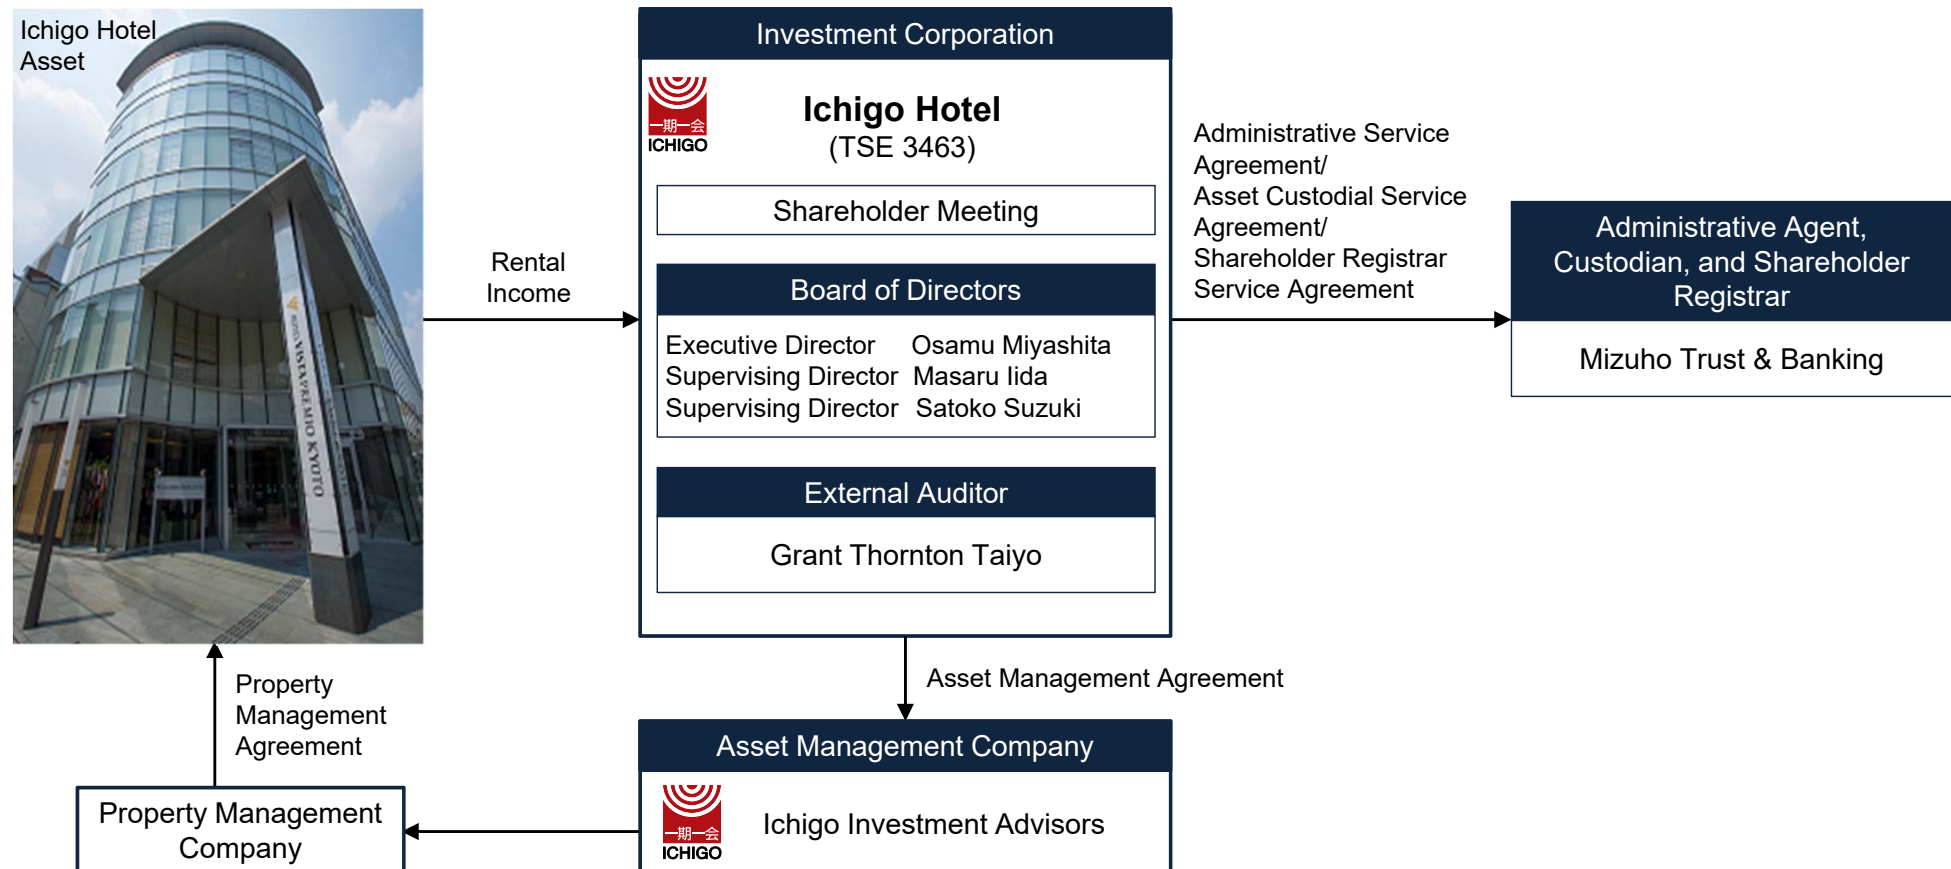 Ichigo Hotel
Asset
VISTA PREMIO KYOTO
Rental
Income
Investment Corporation
一期一会
ICHIGO
Ichigo Hotel
(TSE 3463)
Shareholder Meeting
Board of Directors
Executive Director Osamu Miyashita
Supervising Director Masaru Iida
Supervising Director Satoko Suzuki
External Auditor
Grant Thornton Taiyo
Administrative Service
Agreement/
Asset Custodial Service
Agreement/
Shareholder Registrar
Service Agreement
Administrative Agent,
Custodian, and Shareholder
Registrar
Mizuho Trust & Banking
Asset Management Agreement
Asset Management Company
一期一会
ICHIGO
Ichigo Investment Advisors
Property
Management
Agreement
Property Management
Company